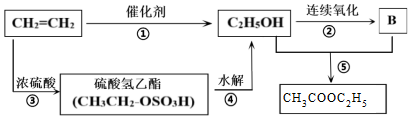 CH₂=CH₂
催化剂
①
C₂H₅OH
连续氧化
②
B
浓硫酸
③
硫酸氢乙酯
(CH₃CH₂-OSO₃H)
水解
④
⑤
CH₃COOC₂H₅